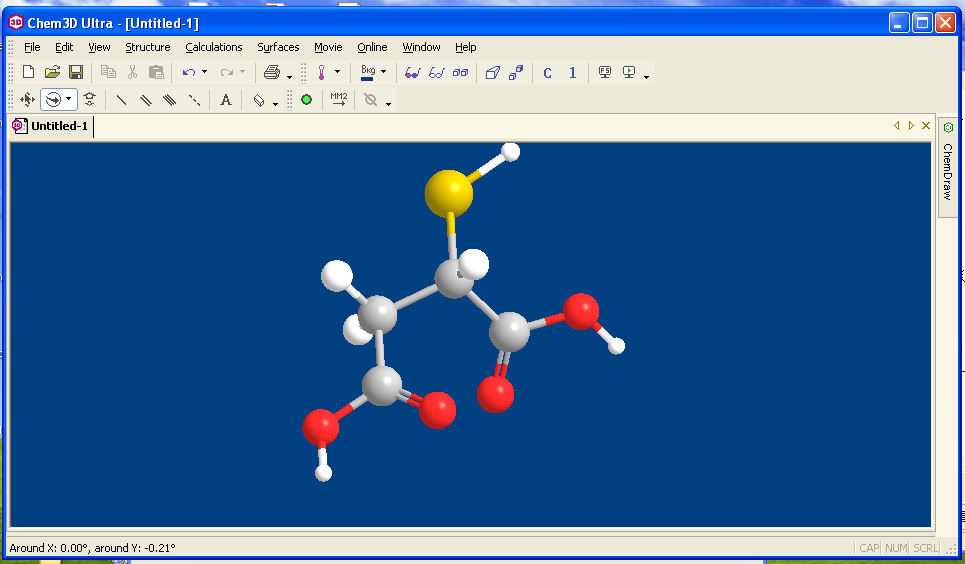 Chem3D Ultra - [Untitled-1]
File Edit View Structure Calculations Surfaces Movie Online Window Help
Bkg C 1
A MM2
Untitled-1
ChemDraw
Around X: 0.00°, around Y: -0.21°
CAP NUM SCRL